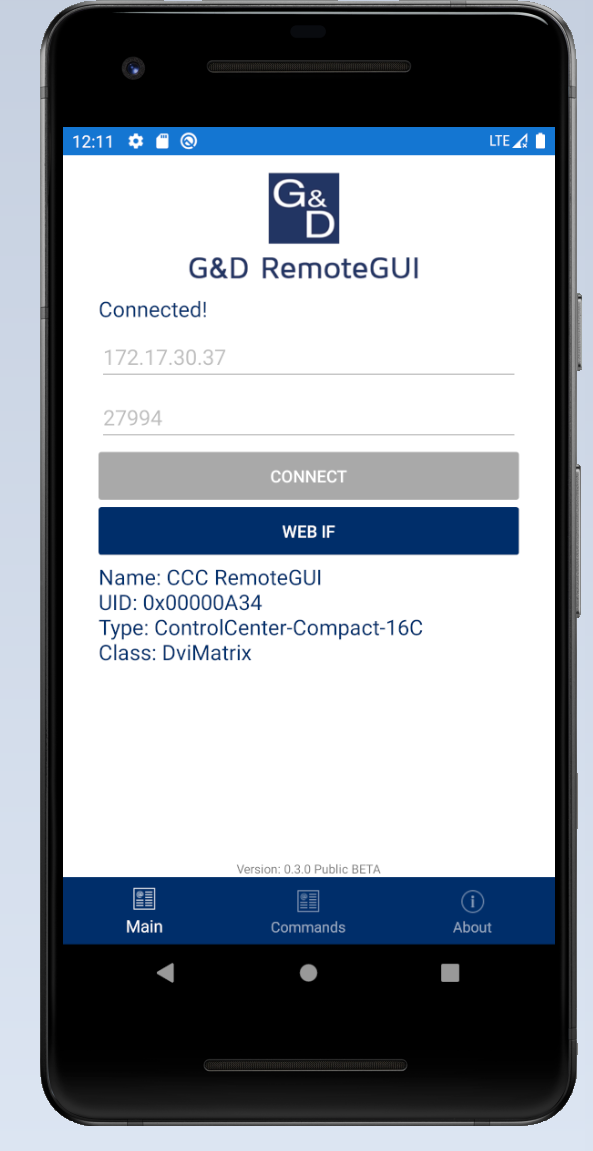 12:11
LTE
G&
D
G&D RemoteGUI
Connected!
172.17.30.37
27994
CONNECT
WEB IF
Name: CCC RemoteGUI
UID: 0x00000A34
Type: ControlCenter-Compact-16C
Class: DviMatrix
Version: 0.3.0 Public BETA
Main
Commands
About